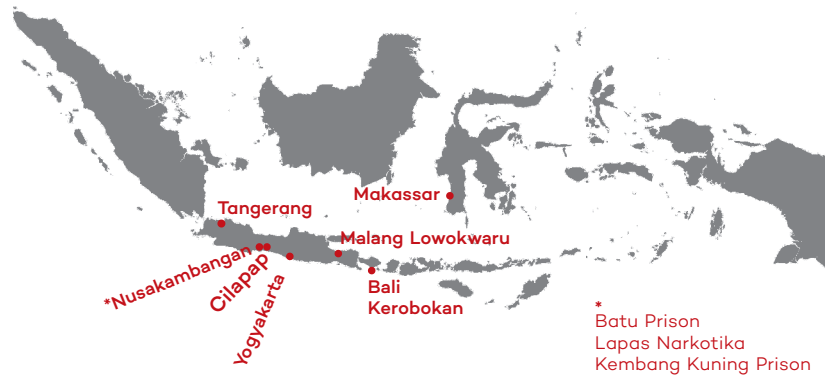 Makassar
Tangerang
Malang Lowokwaru
*Nusakambangan
Cilapap
Yogyakarta
Bali
Kerobokan
*
Batu Prison
Lapas Narkotika
Kembang Kuning Prison